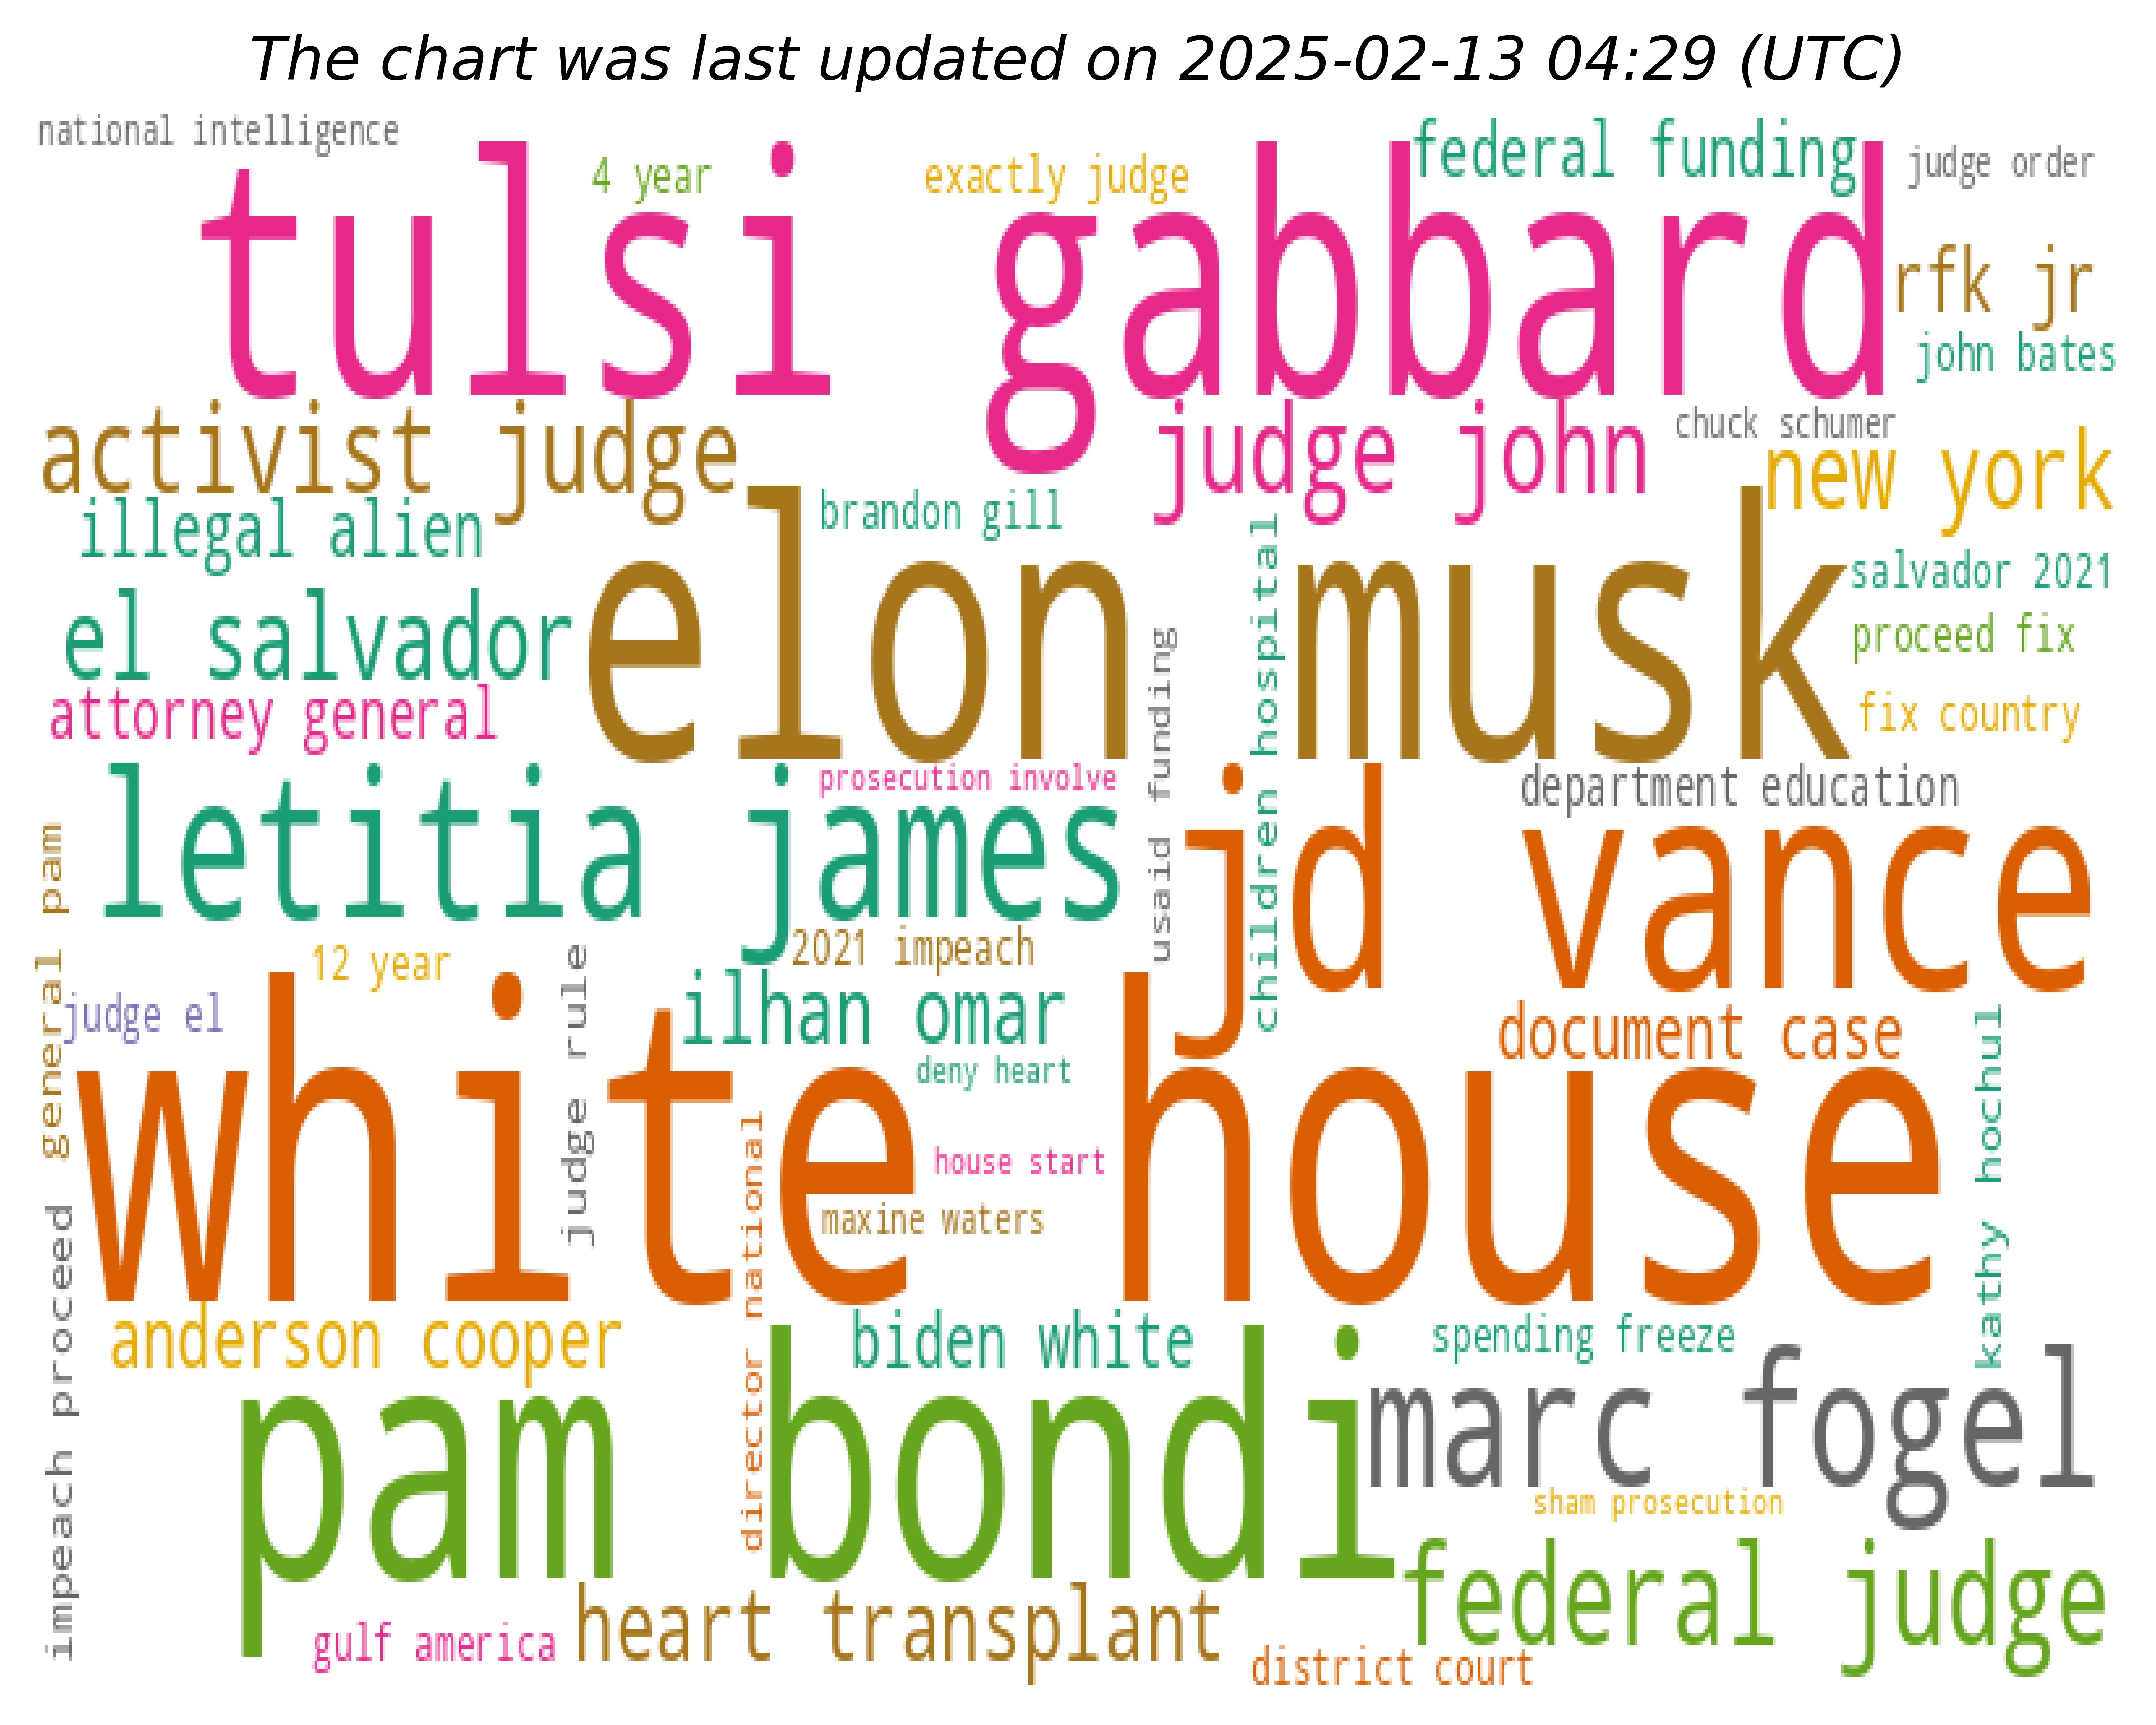 The chart was last updated on 2025-02-13 04:29 (UTC)
national intelligence
4 year
exactly judge
federal funding
judge order
tulsi gabbard
rfk jr
john bates
activist judge
judge john
chuck schumer
new york
illegal alien
brandon gill
elon musk
salvador 2021
el salvador
proceed fix
attorney general
fix country
usaid funding
children hospital
letitia james
prosecution involve
jd vance
department education
general pam
12 year
2021 impeach
judge el
judge rule
ilhan omar
document case
deny heart
white house
house start
maxine waters
kathy hochul
director national
impeach proceed
anderson cooper
biden white
spending freeze
pam bondi
marc fogel
sham prosecution
federal judge
gulf america
heart transplant
district court